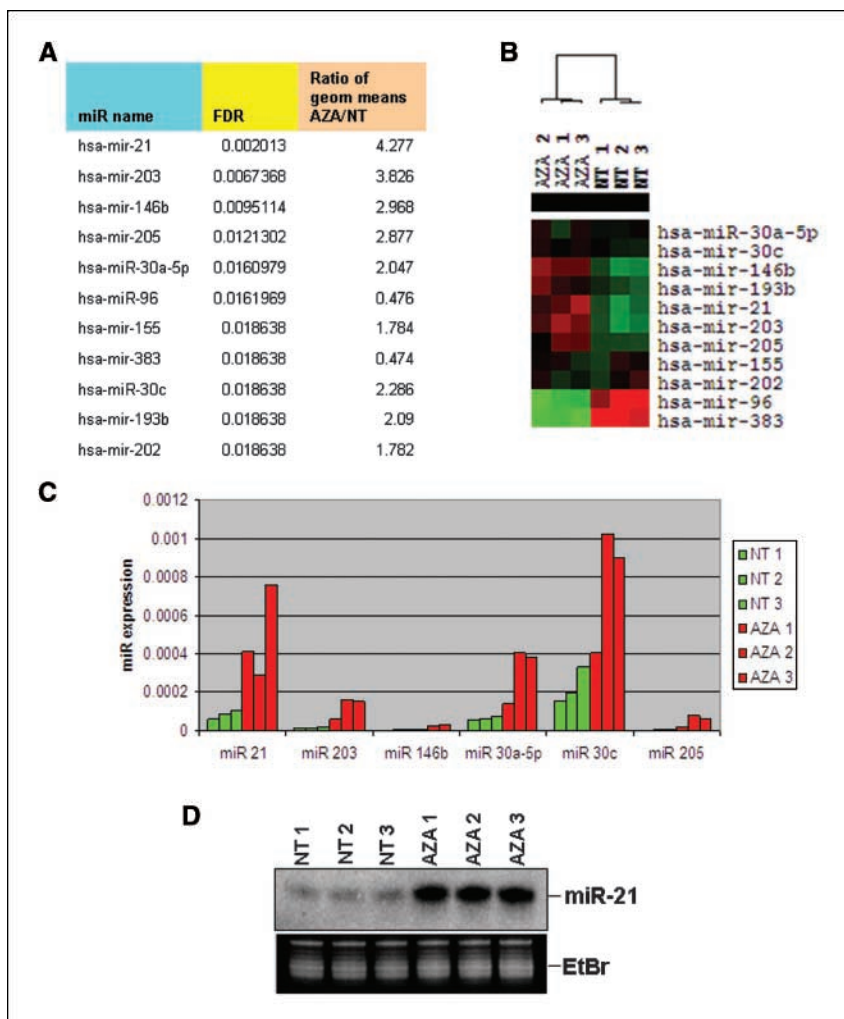 A
miR name FDR Ratio of geom means AZA/NT
hsa-mir-21 0.002013 4.277
hsa-mir-203 0.0067368 3.826
hsa-mir-146b 0.0095114 2.968
hsa-mir-205 0.0121302 2.877
hsa-miR-30a-5p 0.0160979 2.047
hsa-miR-96 0.0161969 0.476
hsa-mir-155 0.018638 1.784
hsa-mir-383 0.018638 0.474
hsa-miR-30c 0.018638 2.286
hsa-mir-193b 0.018638 2.09
hsa-mir-202 0.018638 1.782
B
AZA 2
AZA 1
AZA 3
NT 1
NT 2
NT 3
hsa-miR-30a-5p
hsa-miR-30c
hsa-mir-146b
hsa-mir-193b
hsa-mir-21
hsa-mir-203
hsa-mir-205
hsa-mir-155
hsa-mir-202
hsa-mir-96
hsa-mir-383
C
miR expression
0.0012
0.001
0.0008
0.0006
0.0004
0.0002
0
miR 21
miR 203
miR 146b
miR 30a-5p
miR 30c
miR 205
NT 1
NT 2
NT 3
AZA 1
AZA 2
AZA 3
D
NT 1
NT 2
NT 3
AZA 1
AZA 2
AZA 3
miR-21
EtBr